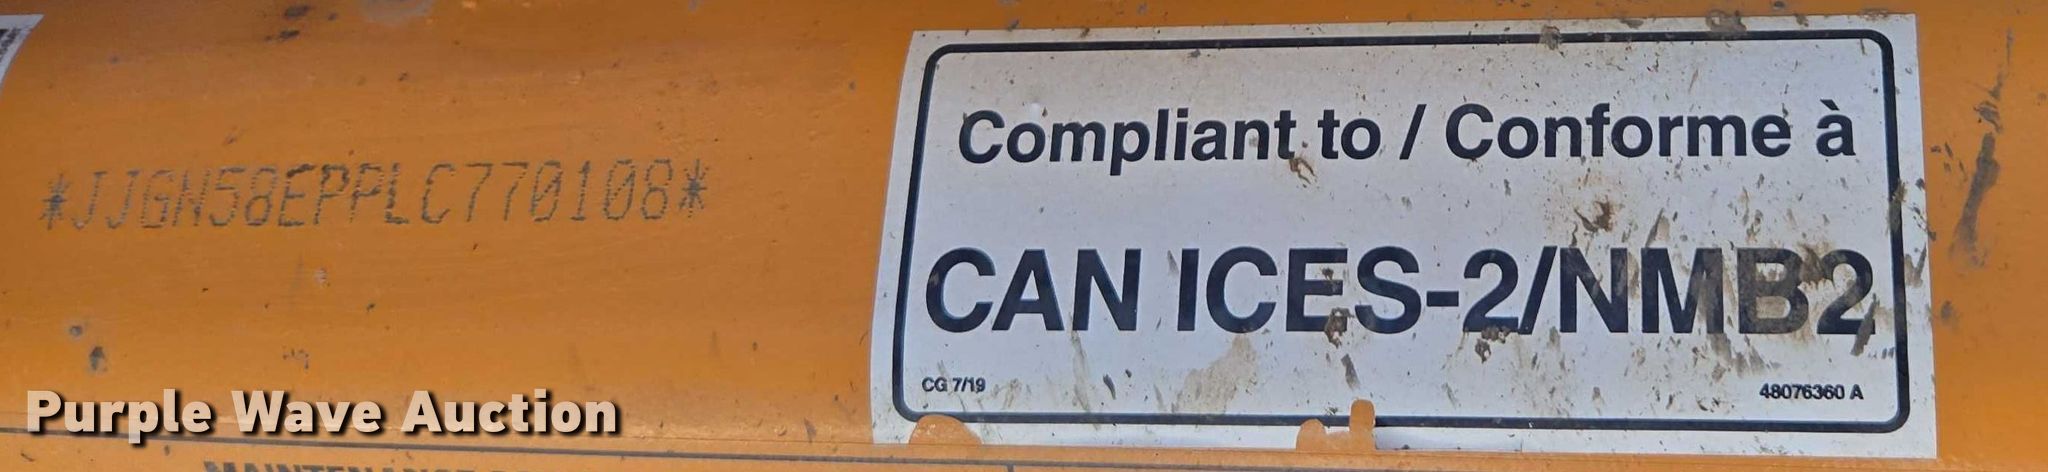 *JJGN58EPPLC770108*
Compliant to / Conforme à
CAN ICES-2/NMB2
CG 7/19
48076360 A
Purple Wave Auction